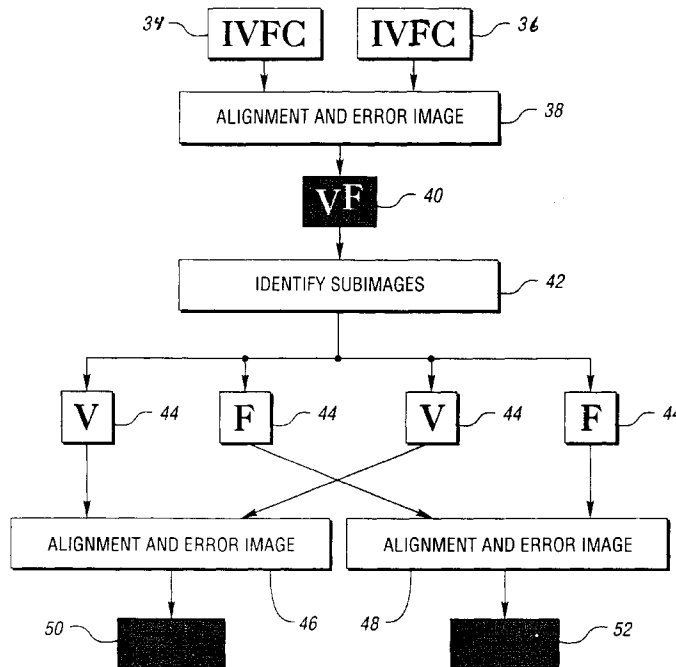 34 IVFC IVFC 36
ALIGNMENT AND ERROR IMAGE 38
VF 40
IDENTIFY SUBIMAGES 42
V 44 F 44 V 44 F 44
ALIGNMENT AND ERROR IMAGE ALIGNMENT AND ERROR IMAGE
50 46 48 52